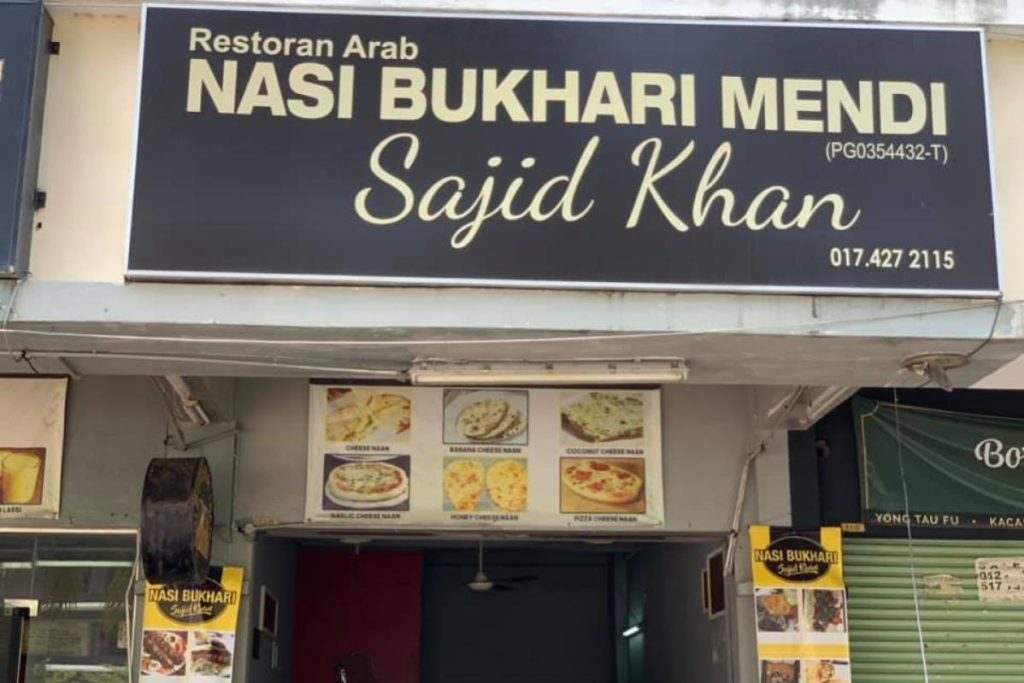 Restoran Arab
NASI BUKHARI MENDI
(PG0354432-T)
Sajid Khan
017.427 2115
CHEESE NAAN
BANANA CHEESE NAAN
COCONUT CHEESE NAAN
GARLIC CHEESE NAAN
HONEY CHEESE NAAN
PIZZA CHEESE NAAN
LASSI
NASI BUKHARI
Sajid Khan
NASI BUKHARI
Sajid Khan
YONG TAU FU •